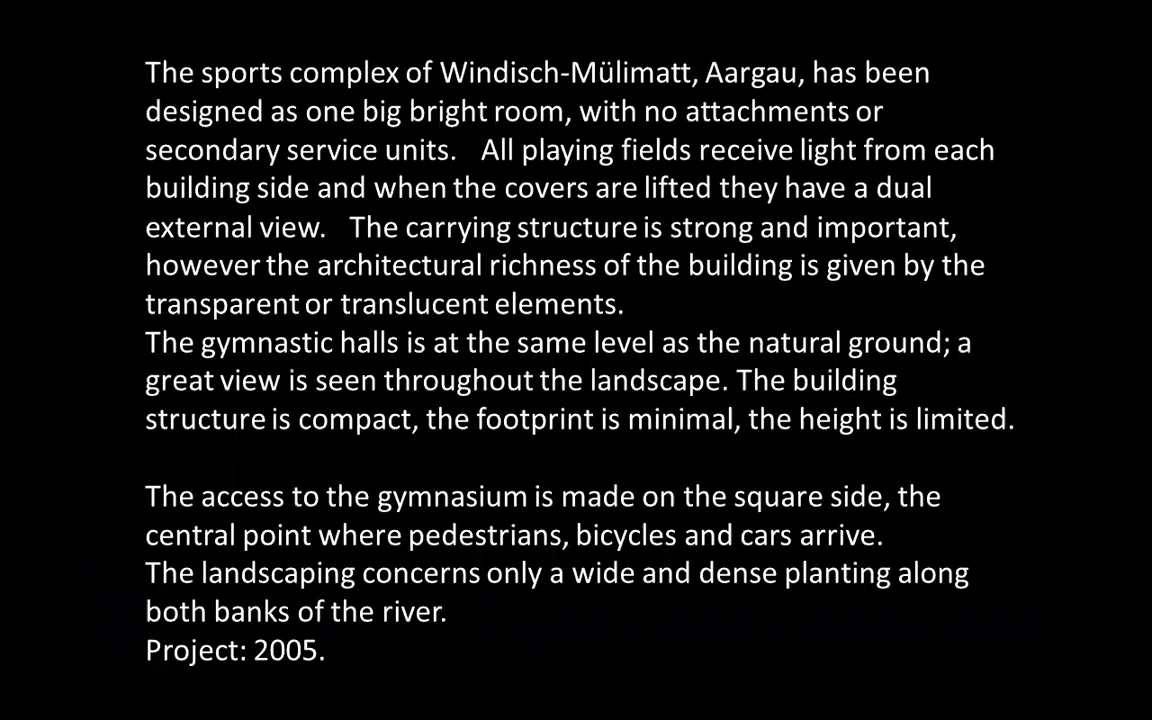 The sports complex of Windisch-Mülimatt, Aargau, has been
designed as one big bright room, with no attachments or
secondary service units.   All playing fields receive light from each
building side and when the covers are lifted they have a dual
external view.   The carrying structure is strong and important,
however the architectural richness of the building is given by the
transparent or translucent elements.
The gymnastic halls is at the same level as the natural ground; a
great view is seen throughout the landscape. The building
structure is compact, the footprint is minimal, the height is limited.
The access to the gymnasium is made on the square side, the
central point where pedestrians, bicycles and cars arrive.
The landscaping concerns only a wide and dense planting along
both banks of the river.
Project: 2005.